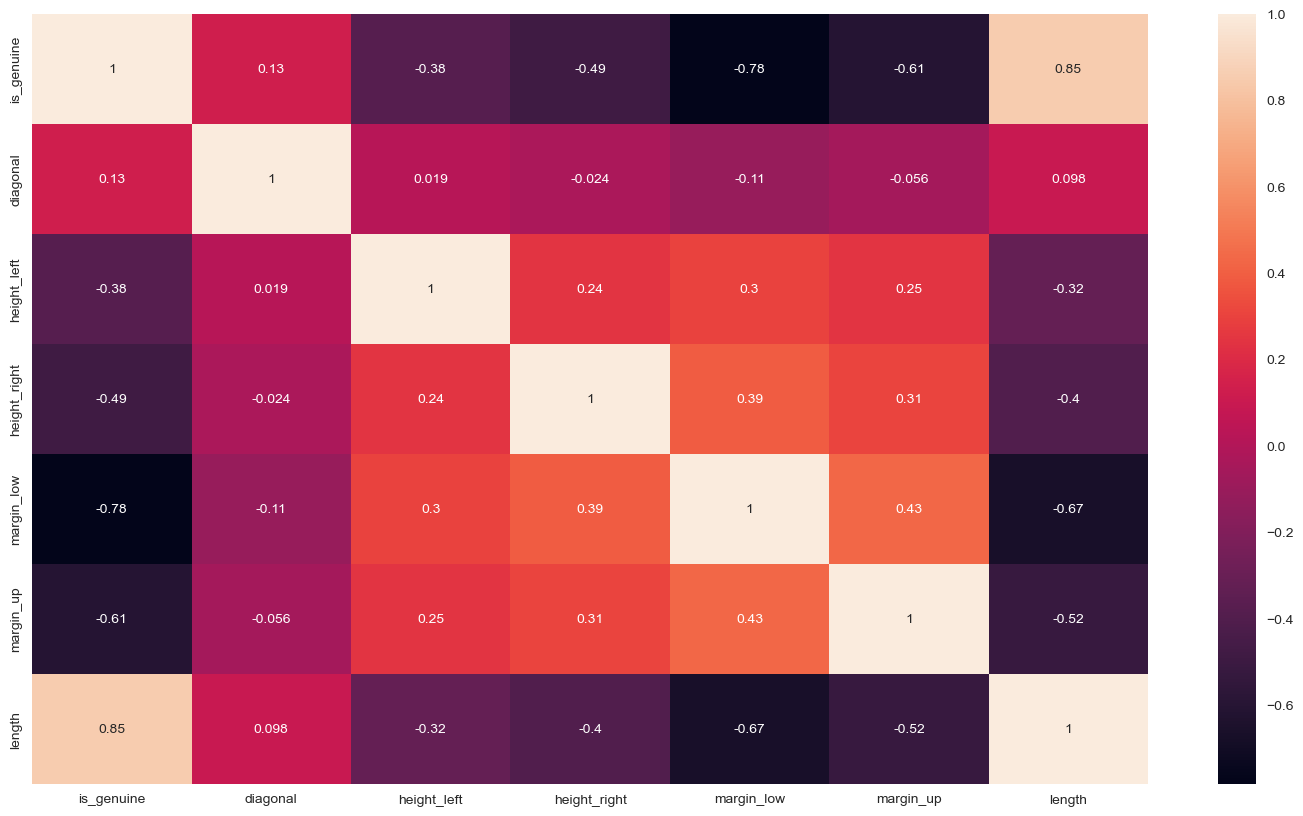 is_genuine 1 0.13 -0.38 -0.49 -0.78 -0.61 0.85
diagonal 0.13 1 0.019 -0.024 -0.11 -0.056 0.098
height_left -0.38 0.019 1 0.24 0.3 0.25 -0.32
height_right -0.49 -0.024 0.24 1 0.39 0.31 -0.4
margin_low -0.78 -0.11 0.3 0.39 1 0.43 -0.67
margin_up -0.61 -0.056 0.25 0.31 0.43 1 -0.52
length 0.85 0.098 -0.32 -0.4 -0.67 -0.52 1
is_genuine diagonal height_left height_right margin_low margin_up length
1.0
0.8
0.6
0.4
0.2
0.0
−0.2
−0.4
−0.6